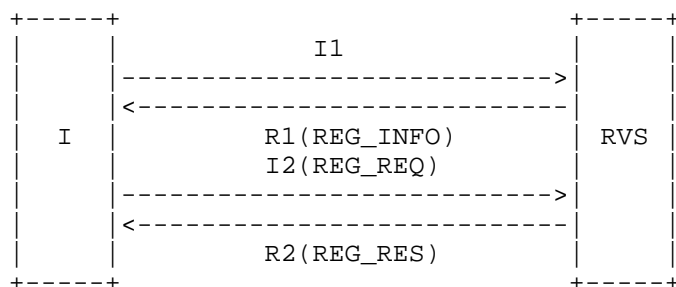 I1
R1(REG_INFO)
I RVS
I2(REG_REQ)
R2(REG_RES)